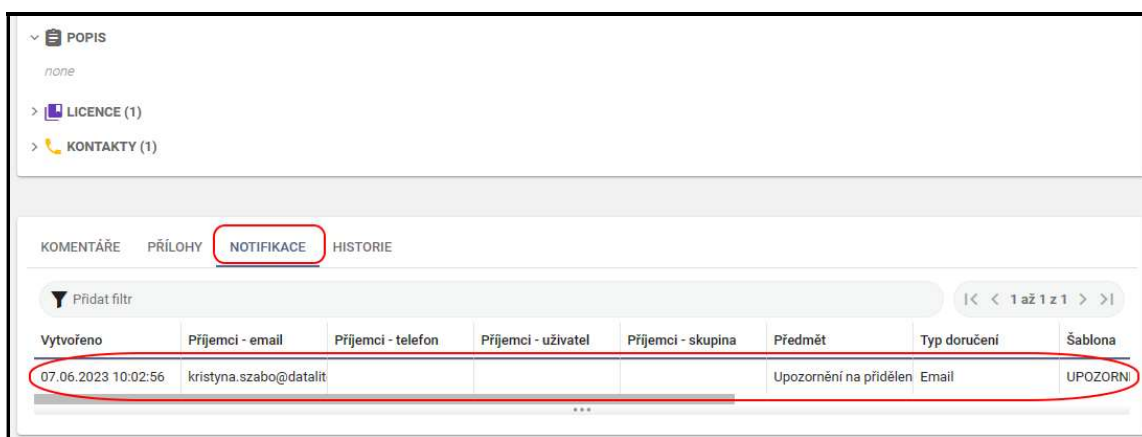 POPIS
none
LICENCE (1)
KONTAKTY (1)
KOMENTÁŘE PŘÍLOHY NOTIFIKACE HISTORIE
Přidat filtr 1 až 1 z 1
Vytvořeno Příjemci - email Příjemci - telefon Příjemci - uživatel Příjemci - skupina Předmět Typ doručení Šablona
07.06.2023 10:02:56 kristyna.szabo@datalit Upozornění na přidělen Email UPOZORNI